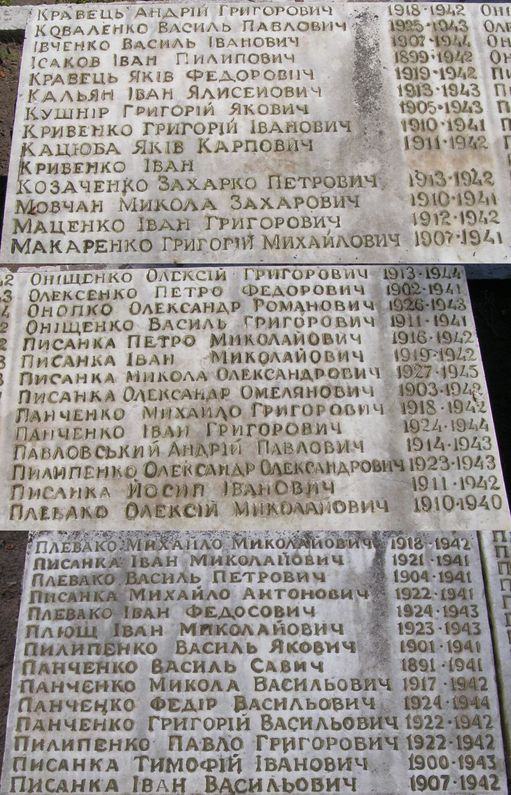 Кравець Андрій Григорович 1918-1942
Коваленко Василь Павлович 1925-1943
Івченко Василь Іванович 1907-1944
Ісаков Іван Пилипович 1899-1942
Кравець Яків Федорович 1919-1942
Кальян Іван Ялисейович 1913-1943
Кушнір Григорій Якович 1905-1943
Кривенко Григорій Іванович 1910-1941
Кацюба Яків Карпович 1911-1942
Кривенко Іван
Козаченко Захарко Петрович 1913-1942
Мовчан Микола Захарович 1910-1941
Маценко Іван Григорович 1912-1942
Макаренко Григорій Михайлович 1907-1941
Оніщенко Олексій Григорович 1913-1944
Олексенко Петро Федорович 1902-1941
Онопко Олександр Романович 1926-1943
Оніщенко Василь Григорович 1911-1941
Писанка Петро Миколайович 1918-1942
Писанка Іван Миколайович 1919-1942
Писанка Микола Олександрович 1927-1945
Писанка Олександр Омелянович 1903-1942
Панченко Михайло Григорович 1918-1942
Панченко Іван Григорович 1924-1944
Павловський Андрій Павлович 1914-1943
Пилипенко Олександр Олександрович 1923-1943
Писанка Йосип Іванович 1911-1942
Плевако Олексій Миколайович 1910-1940
Плевако Михайло Миколайович 1918-1942
Писанка Іван Миколайович 1921-1941
Плевако Василь Петрович 1904-1941
Писанка Михайло Антонович 1922-1941
Плевако Іван Федосович 1924-1943
Плющ Іван Миколайович 1923-1943
Пилипенко Василь Якович 1901-1941
Панченко Василь Савич 1891-1941
Панченко Микола Васильович 1917-1942
Панченко Федір Васильович 1924-1944
Панченко Григорій Васильович 1922-1942
Пилипенко Павло Григорович 1922-1942
Писанка Тимофій Іванович 1900-1943
Писанка Іван Васильович 1907-1942